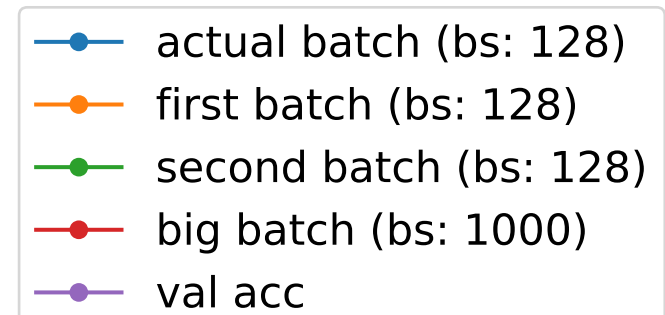 actual batch (bs: 128)
first batch (bs: 128)
second batch (bs: 128)
big batch (bs: 1000)
val acc